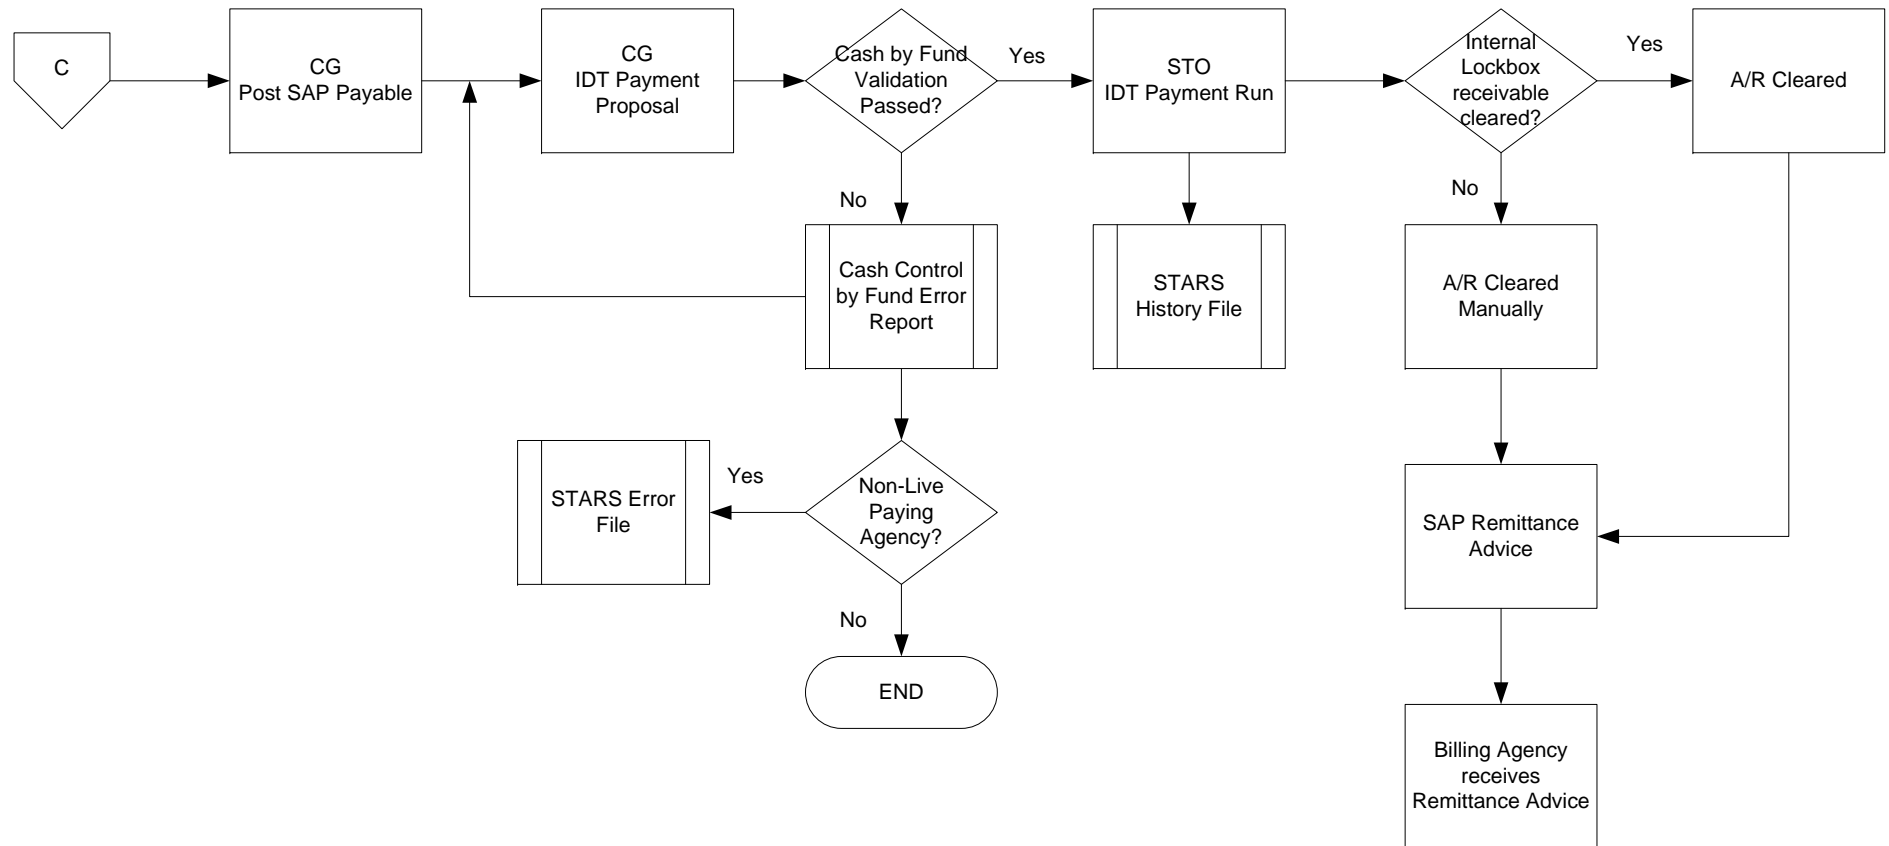 C
CG
Post SAP Payable
CG
IDT Payment
Proposal
Cash by Fund
Validation
Passed?
Yes
STO
IDT Payment Run
Internal
Lockbox
receivable
cleared?
Yes
A/R Cleared
No
Cash Control
by Fund Error
Report
STARS
History File
No
A/R Cleared
Manually
STARS Error
File
Yes
Non-Live
Paying
Agency?
No
END
SAP Remittance
Advice
Billing Agency
receives
Remittance Advice